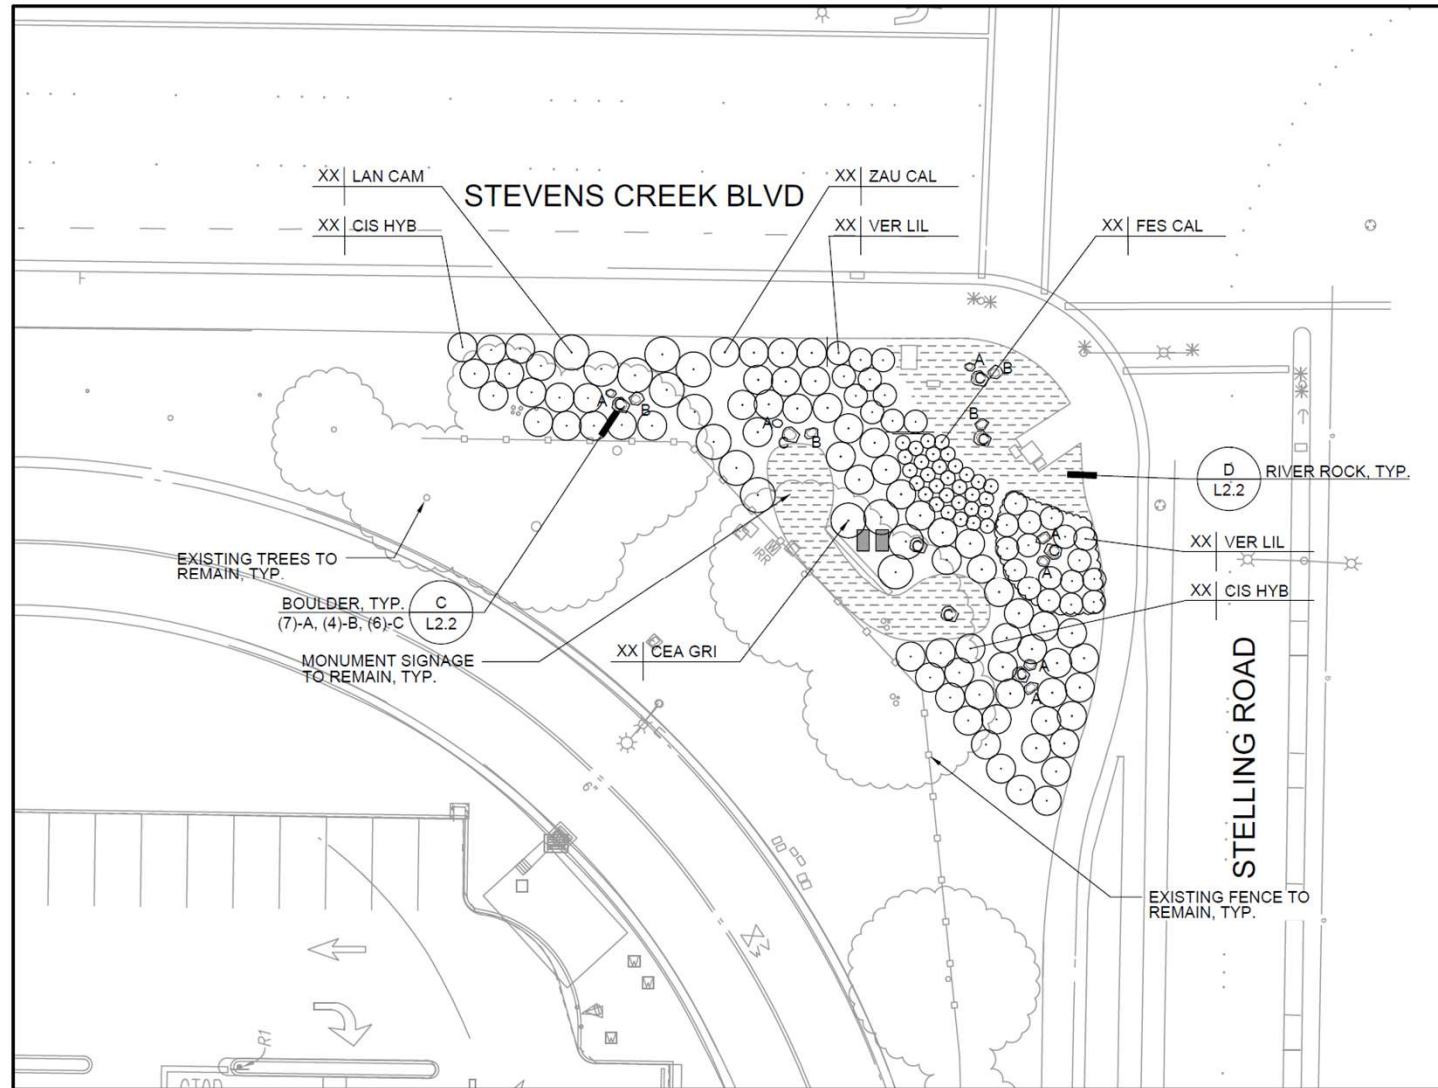 XX LAN CAM
XX CIS HYB
STEVENS CREEK BLVD
XX ZAU CAL
XX VER LIL
XX FES CAL
A
B
C
A
C
B
B
C
A
C
B
D
L2.2
RIVER ROCK, TYP.
EXISTING TREES TO
REMAIN, TYP.
IRR
C
A
C
A
XX VER LIL
XX CIS HYB
BOULDER, TYP.
(7)-A, (4)-B, (6)-C
C
L2.2
C
MONUMENT SIGNAGE
TO REMAIN, TYP.
XX CEA GRI
A
C
A
STELLING ROAD
6"
EXISTING FENCE TO
REMAIN, TYP.
W
W
W
R1
STOP